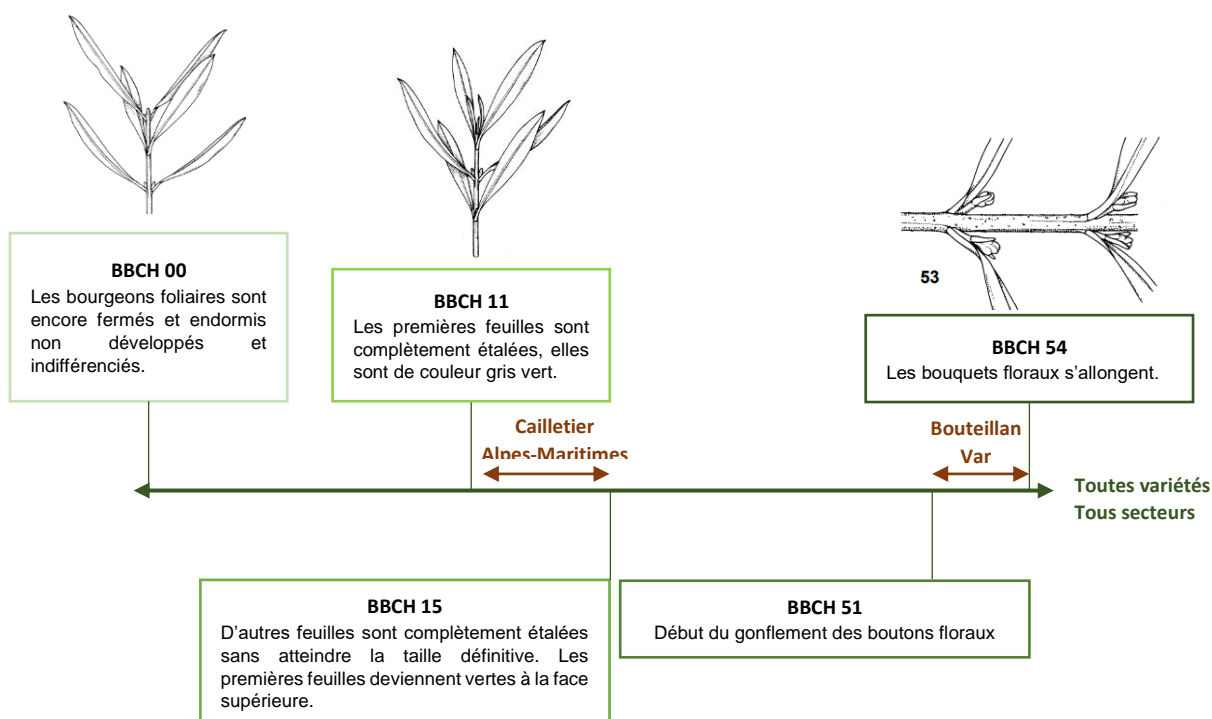 53
BBCH 00
Les bourgeons foliaires sont
encore fermés et endormis
non développés et
indifférenciés.
BBCH 11
Les premières feuilles sont
complètement étalées, elles
sont de couleur gris vert.
BBCH 54
Les bouquets floraux s'allongent.
Cailletier
Alpes-Maritimes
Bouteillan
Var
Toutes variétés
Tous secteurs
BBCH 15
D'autres feuilles sont complètement étalées
sans atteindre la taille définitive. Les
premières feuilles deviennent vertes à la face
supérieure.
BBCH 51
Début du gonflement des boutons floraux